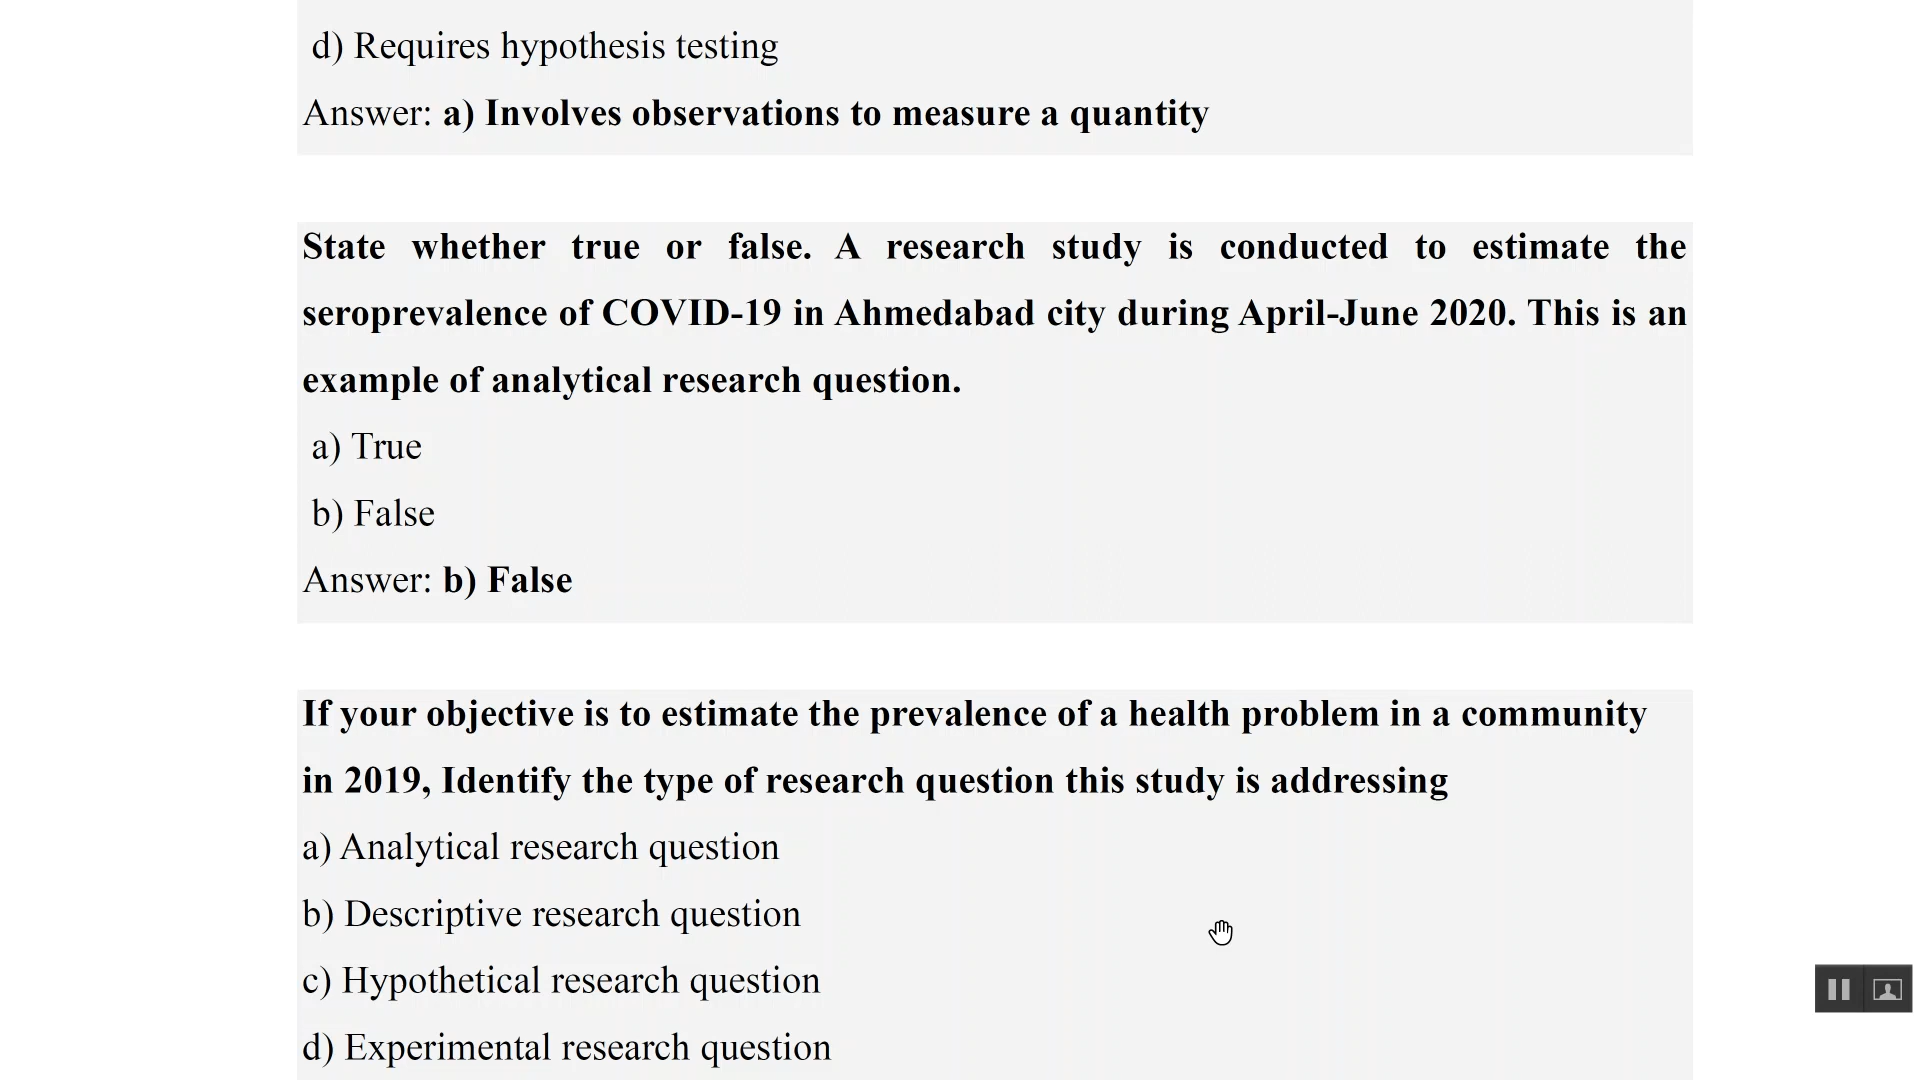 d) Requires hypothesis testing
Answer: a) Involves observations to measure a quantity
State whether true or false. A research study is conducted to estimate the
seroprevalence of COVID-19 in Ahmedabad city during April-June 2020. This is an
example of analytical research question.
a) True
b) False
Answer: b) False
If your objective is to estimate the prevalence of a health problem in a community
in 2019, Identify the type of research question this study is addressing
a) Analytical research question
b) Descriptive research question
c) Hypothetical research question
d) Experimental research question